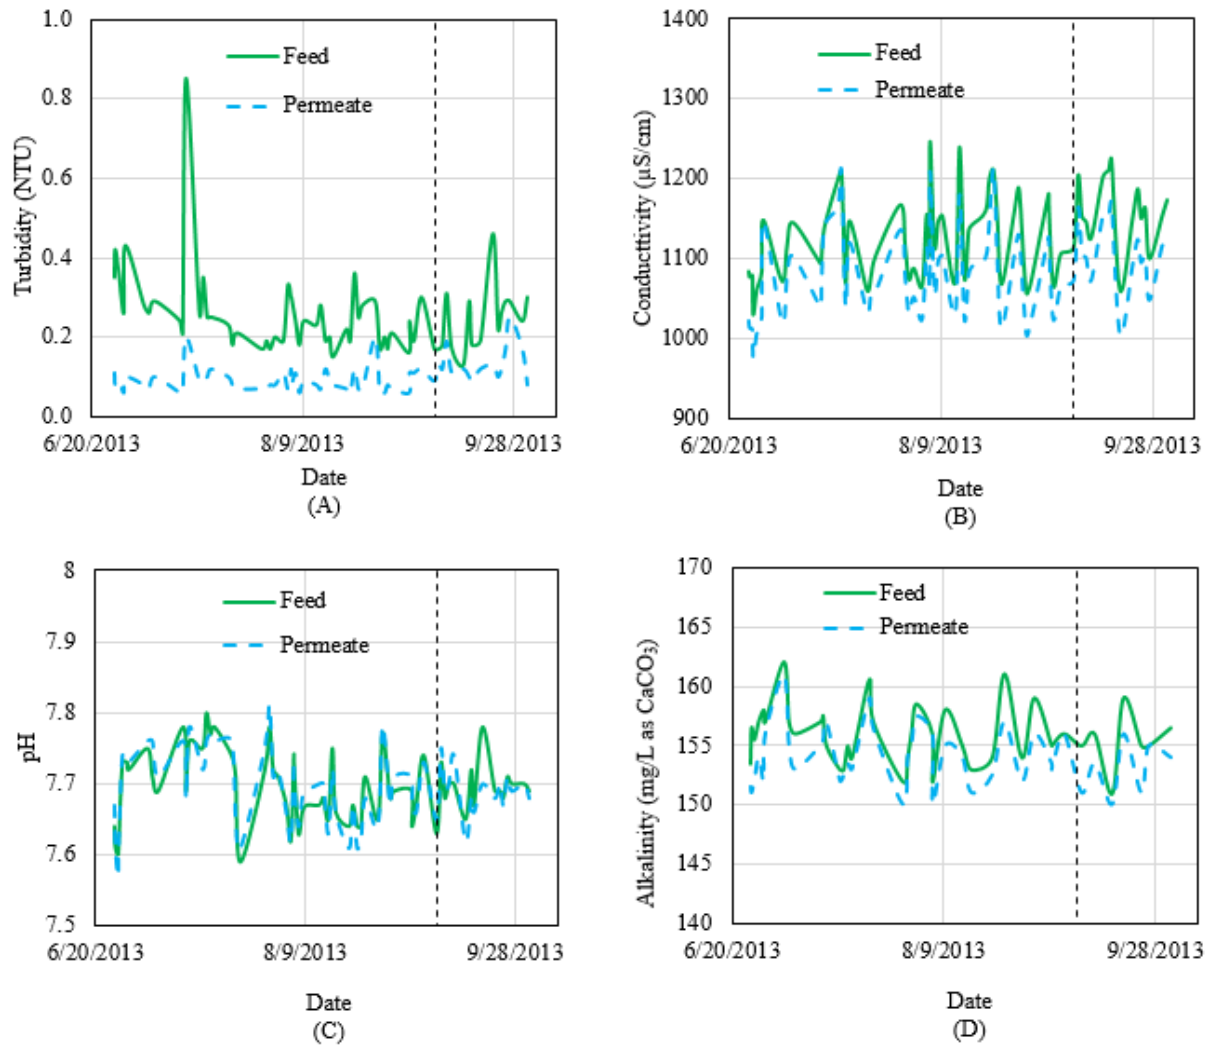 1.0
0.8
0.6
0.4
0.2
0.0
Turbidity (NTU)
Feed
Permeate
6/20/2013 8/9/2013 9/28/2013
Date
(A)
1400
1300
1200
1100
1000
900
Conducttivity (µS/cm)
Feed
Permeate
6/20/2013 8/9/2013 9/28/2013
Date
(B)
8
7.9
7.8
7.7
7.6
7.5
pH
Feed
Permeate
6/20/2013 8/9/2013 9/28/2013
Date
(C)
170
165
160
155
150
145
140
Alkalinity (mg/L as CaCO₃)
Feed
Permeate
6/20/2013 8/9/2013 9/28/2013
Date
(D)